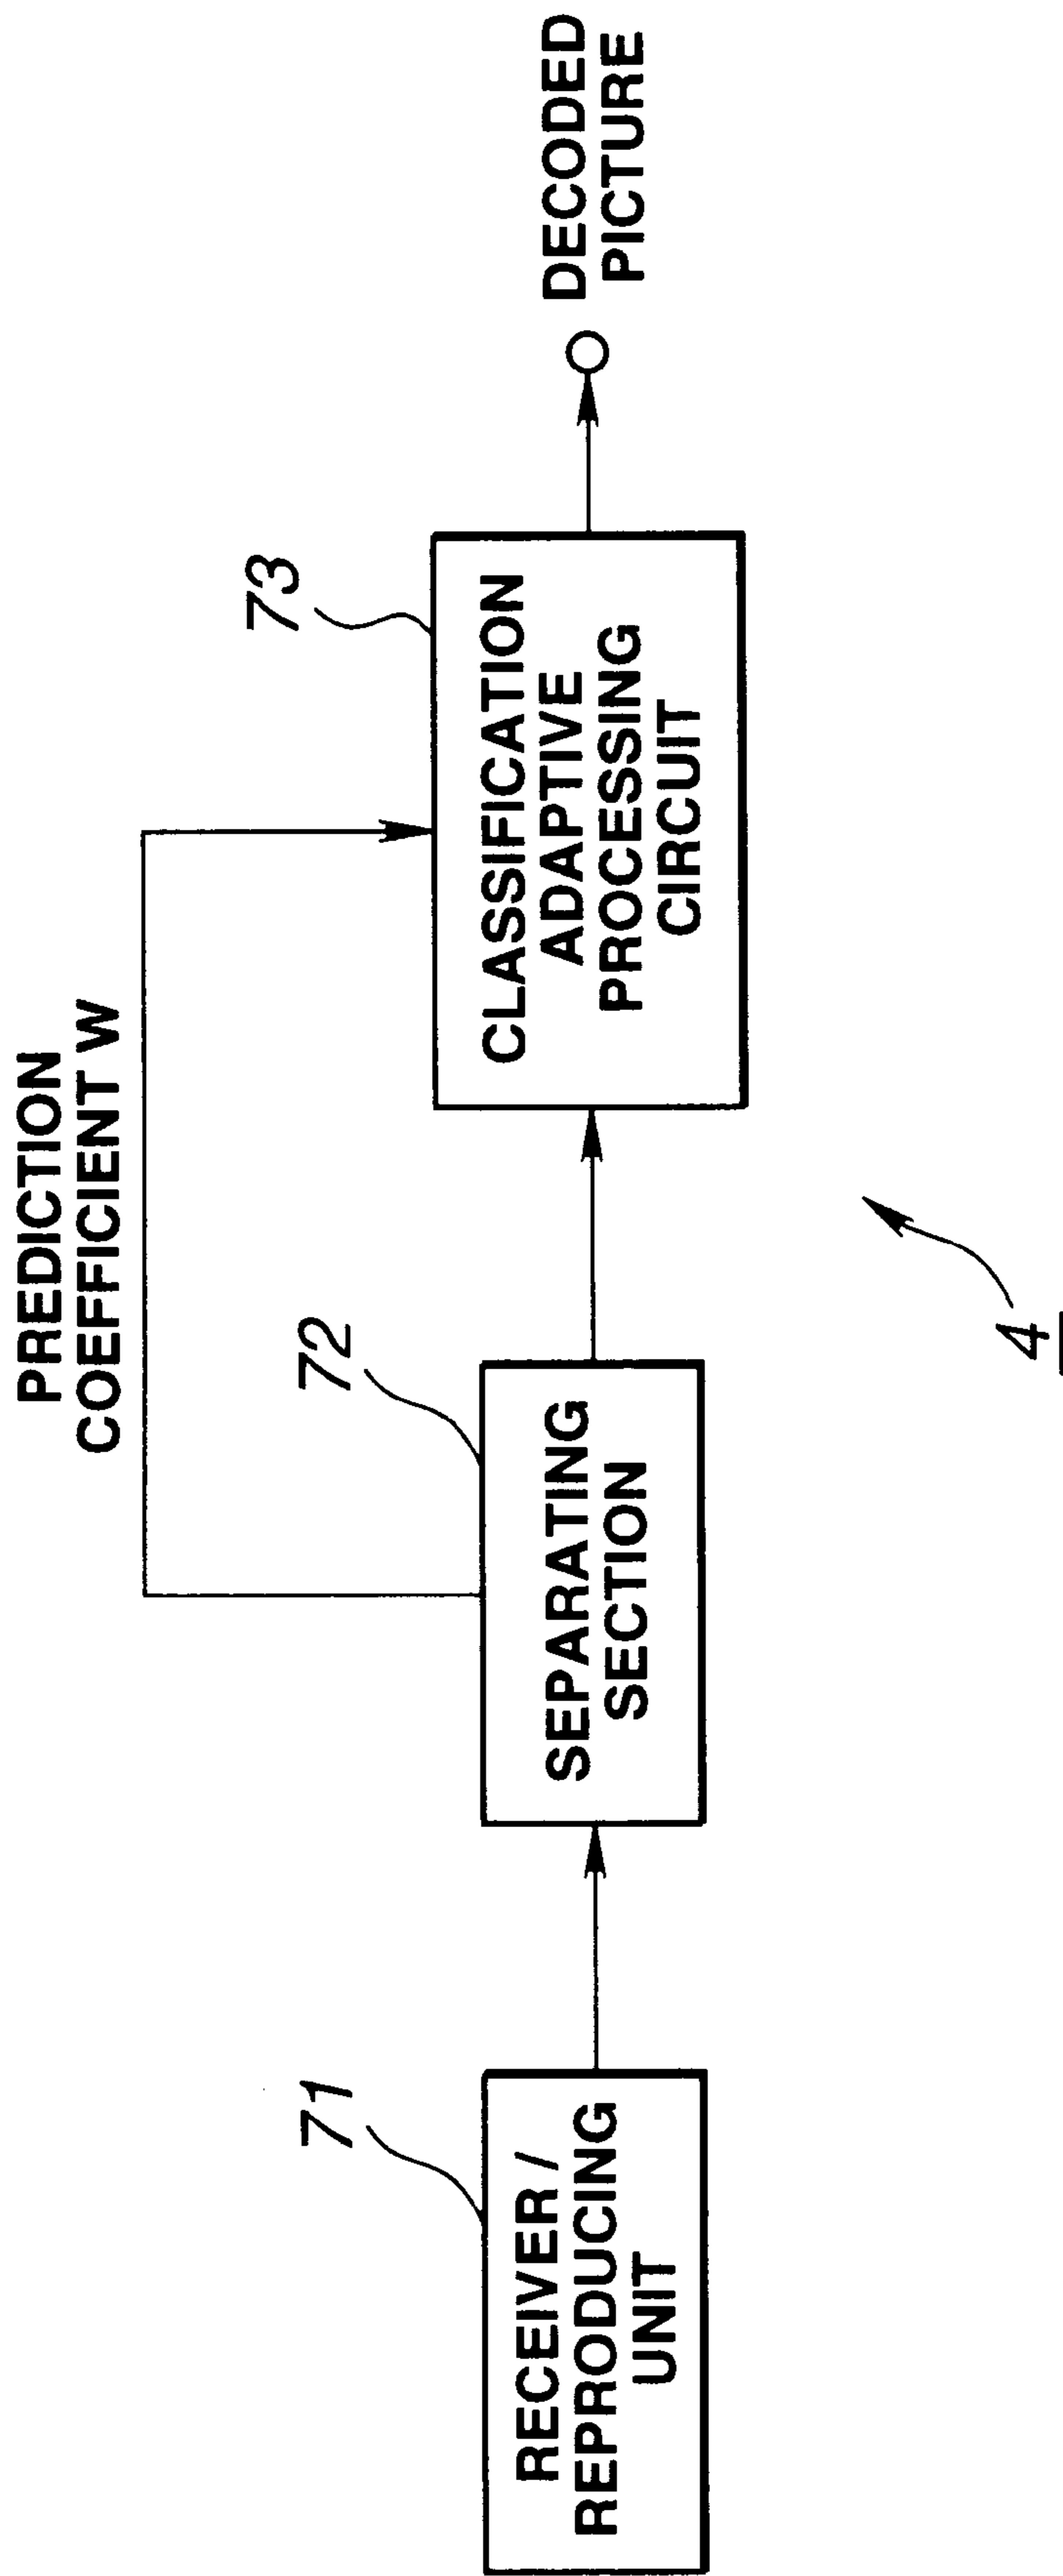 PREDICTION
COEFFICIENT W
71
RECEIVER /
REPRODUCING
UNIT
72
SEPARATING
SECTION
73
CLASSIFICATION
ADAPTIVE
PROCESSING
CIRCUIT
DECODED
PICTURE
4